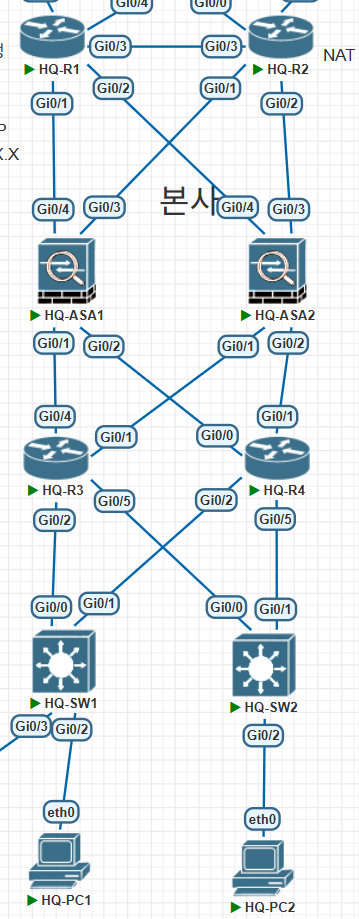 Gi0/4
Gi0/0
Gi0/3
Gi0/3
NAT
HQ-R1
HQ-R2
Gi0/1
Gi0/2
Gi0/1
Gi0/2
P
X.X
본사
Gi0/4
Gi0/3
Gi0/4
Gi0/3
HQ-ASA1
HQ-ASA2
Gi0/1
Gi0/2
Gi0/1
Gi0/2
Gi0/4
Gi0/1
Gi0/0
Gi0/1
HQ-R3
HQ-R4
Gi0/2
Gi0/5
Gi0/2
Gi0/5
Gi0/0
Gi0/1
Gi0/0
Gi0/1
HQ-SW1
HQ-SW2
Gi0/3
Gi0/2
Gi0/2
eth0
eth0
HQ-PC1
HQ-PC2